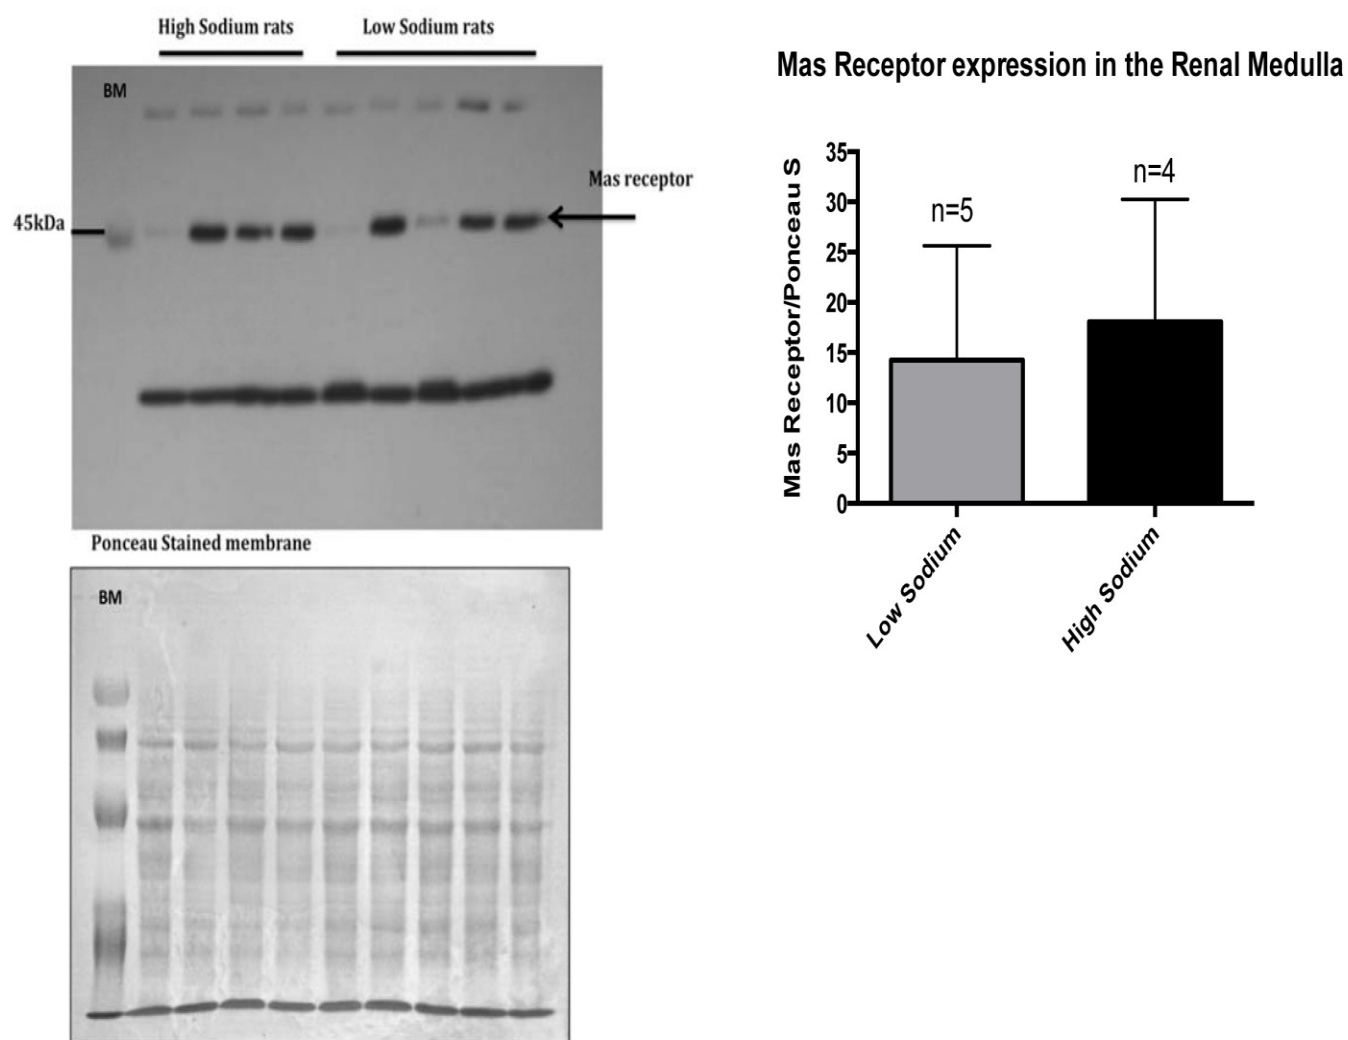 High Sodium rats
Low Sodium rats
BM
Mas receptor
45kDa
Ponceau Stained membrane
BM
Mas Receptor expression in the Renal Medulla
Mas Receptor/Ponceau S
35
30
25
20
15
10
5
0
n=5
n=4
Low Sodium
High Sodium